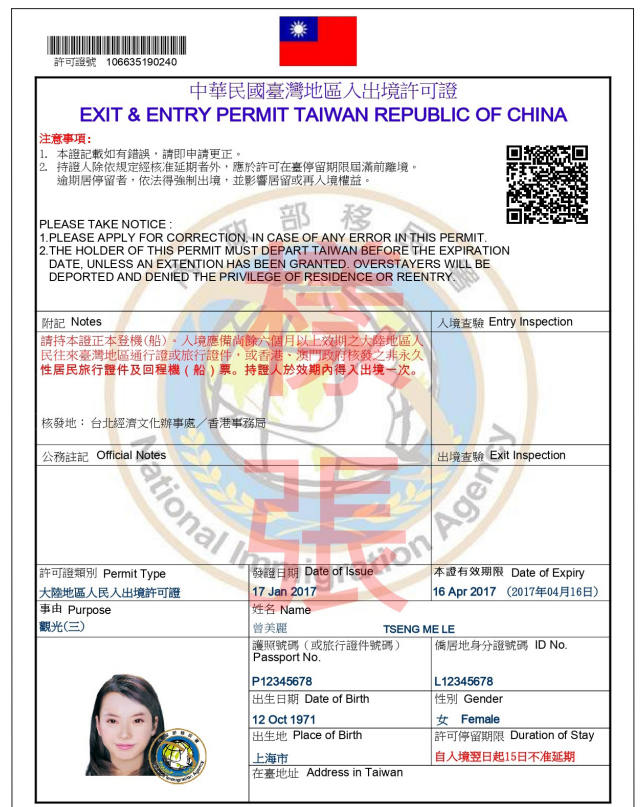 許可證號 106635190240
中華民國臺灣地區入出境許可證
EXIT & ENTRY PERMIT TAIWAN REPUBLIC OF CHINA
注意事項:
1. 本證記載如有錯誤,請即申請更正。
2. 持證人除依規定經核准延期者外,應於許可在臺停留期限屆滿前離境。
逾期居停留者,依法得強制出境,並影響居留或再入境權益。
PLEASE TAKE NOTICE :
1.PLEASE APPLY FOR CORRECTION, IN CASE OF ANY ERROR IN THIS PERMIT.
2.THE HOLDER OF THIS PERMIT MUST DEPART TAIWAN BEFORE THE EXPIRATION
DATE, UNLESS AN EXTENTION HAS BEEN GRANTED. OVERSTAYERS WILL BE
DEPORTED AND DENIED THE PRIVILEGE OF RESIDENCE OR REENTRY.
內政部移民署
樣張
National Immigration Agency
附記 Notes
入境查驗 Entry Inspection
請持本證正本登機(船)。入境應備尚餘六個月以上效期之大陸地區人
民往來臺灣地區通行證或旅行證件,或香港、澳門政府核發之非永久
性居民旅行證件及回程機(船)票。持證人於效期內得入出境一次。
核發地:台北經濟文化辦事處/香港事務局
公務註記 Official Notes
出境查驗 Exit Inspection
許可證類別 Permit Type
發證日期 Date of Issue
本證有效期限 Date of Expiry
大陸地區人民入出境許可證
17 Jan 2017
16 Apr 2017 (2017年04月16日)
事由 Purpose
姓名 Name
觀光(三)
曾美麗 TSENG ME LE
護照號碼(或旅行證件號碼)
Passport No.
僑居地身分證號碼 ID No.
P12345678
L12345678
出生日期 Date of Birth
性別 Gender
12 Oct 1971
女 Female
出生地 Place of Birth
許可停留期限 Duration of Stay
上海市
自入境翌日起15日不准延期
在臺地址 Address in Taiwan